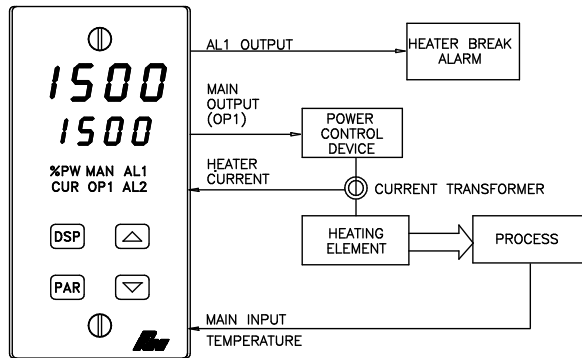 1500
1500
%PW MAN AL1
CUR OP1 AL2
DSP
PAR
AL1 OUTPUT
HEATER BREAK
ALARM
MAIN
OUTPUT
(OP1)
POWER
CONTROL
DEVICE
HEATER
CURRENT
CURRENT TRANSFORMER
HEATING
ELEMENT
PROCESS
MAIN INPUT
TEMPERATURE